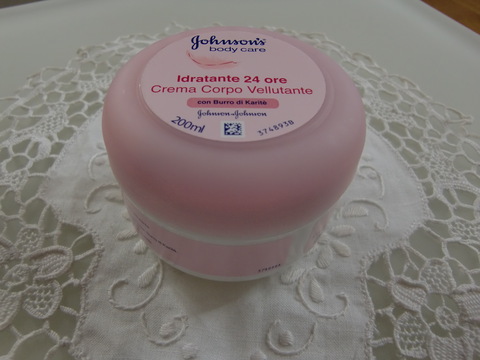 Johnson's
body care
Idratante 24 ore
Crema Corpo Vellutante
con Burro di Karité
Johnson & Johnson
200ml
3748938